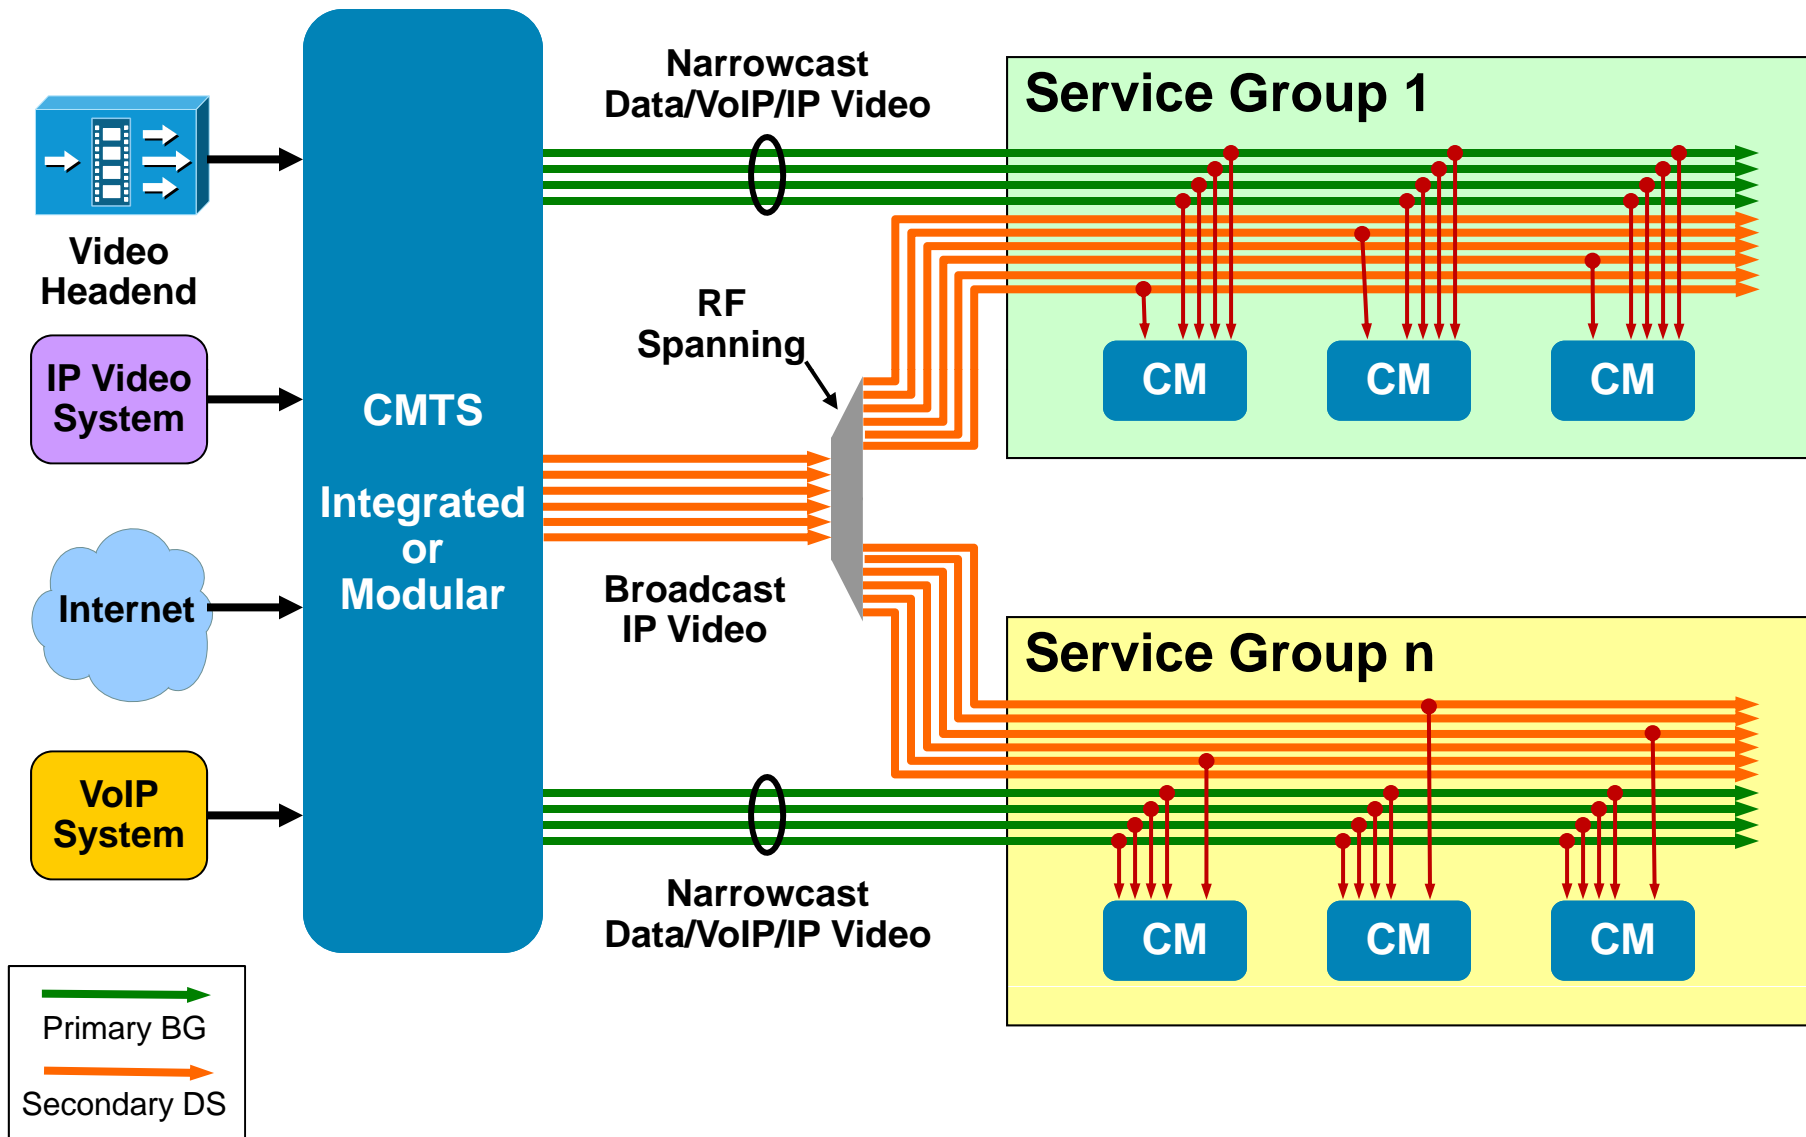 Narrowcast
Data/VoIP/IP Video
Service Group 1
Video
Headend
RF
Spanning
IP Video
System
CM
CM
CM
CMTS
Integrated
or
Modular
Internet
Broadcast
IP Video
Service Group n
VoIP
System
Narrowcast
Data/VoIP/IP Video
CM
CM
CM
Primary BG
Secondary DS